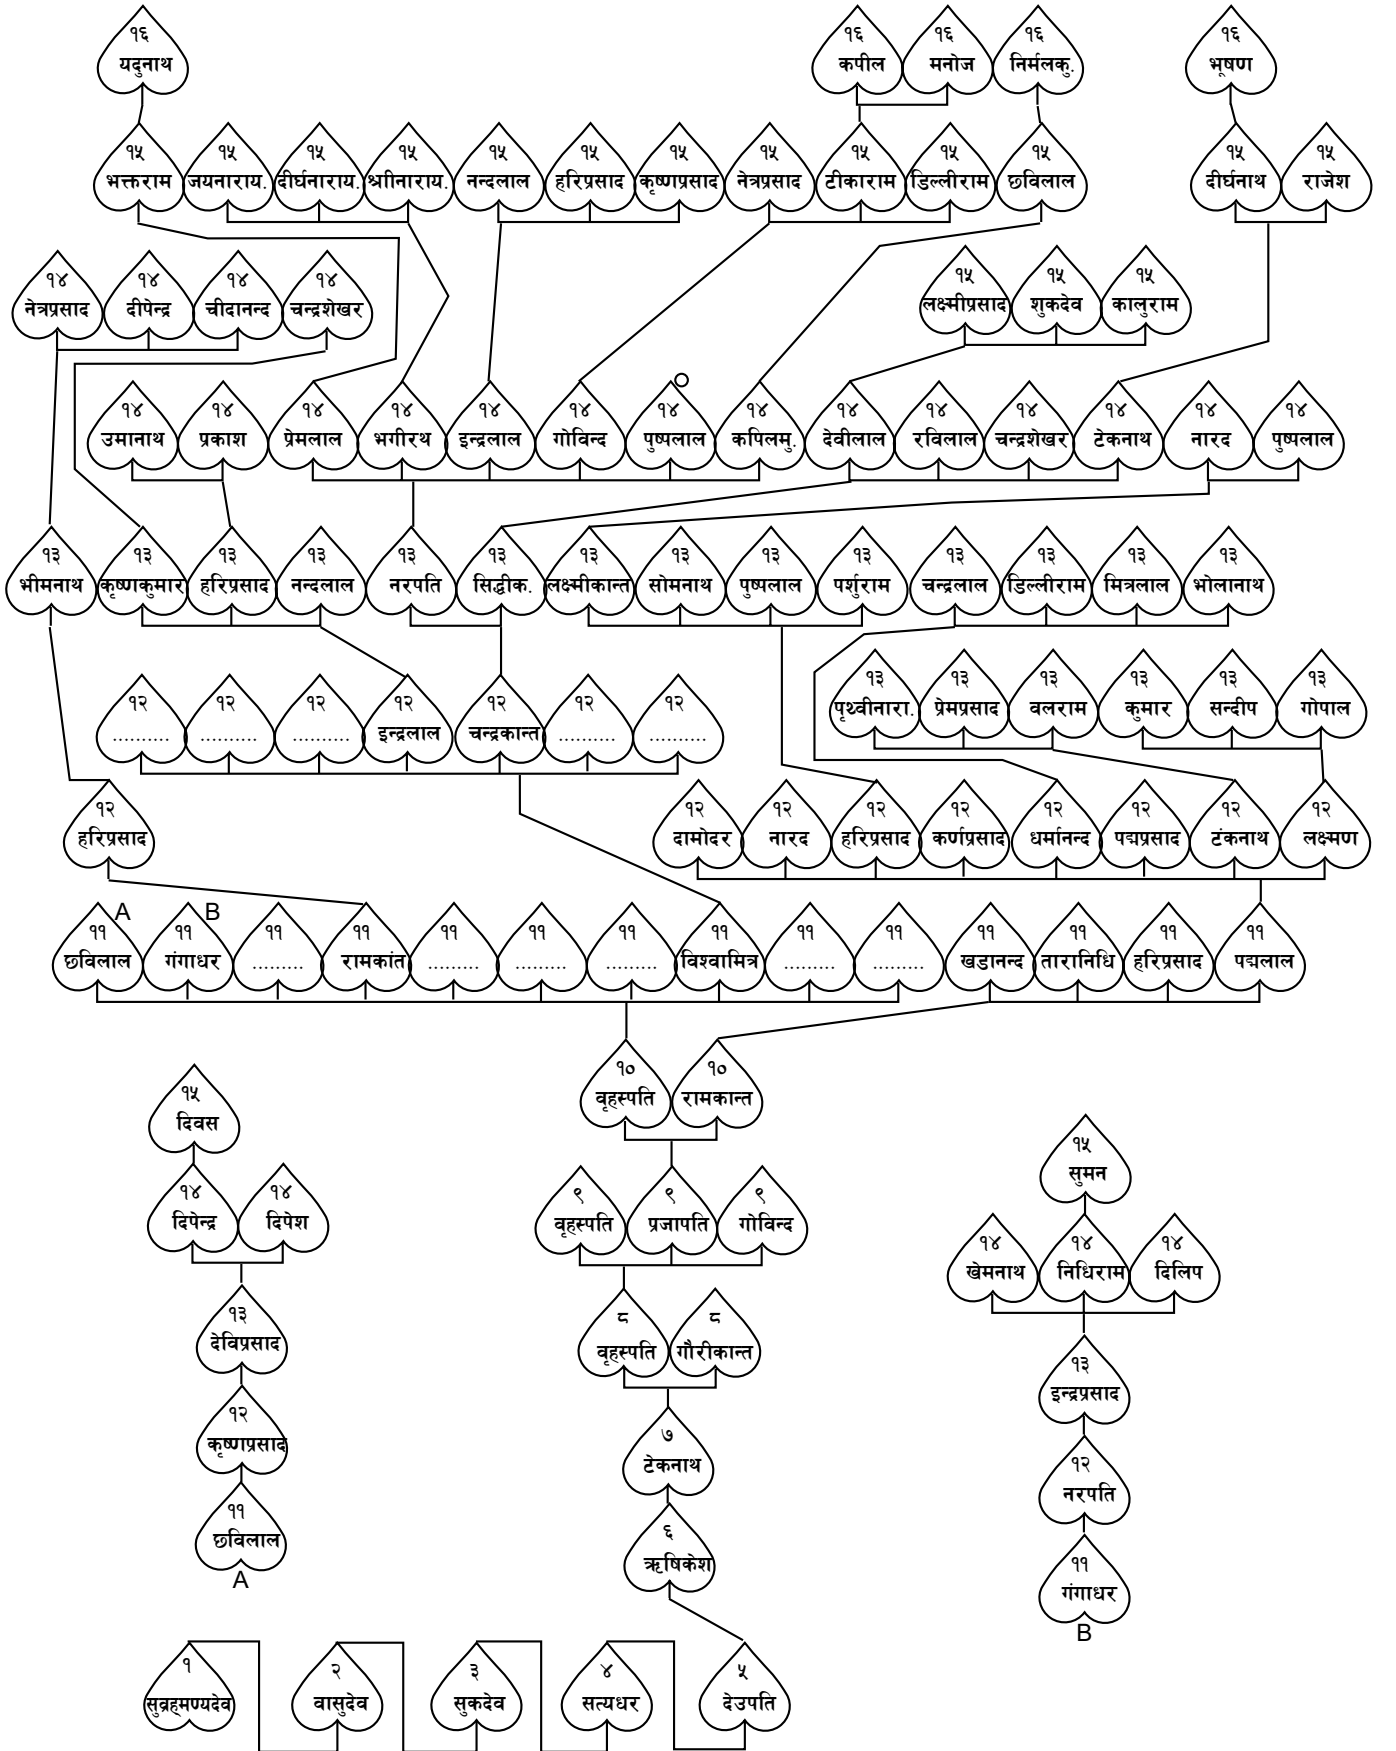 १६ १६ १६ १६ १६
यदुनाथ कपील मनोज निर्मलकु. भूषण
१५ १५ १५ १५ १५ १५ १५ १५ १५ १५ १५ १५ १५
भक्तराम जयनाराय. दीर्घनाराय. श्रीनाराय. नन्दलाल हरिप्रसाद कृष्णप्रसाद नेत्रप्रसाद टीकाराम डिल्लीराम छविलाल दीर्घनाथ राजेश
१४ १४ १४ १४ १५ १५ १५
नेत्रप्रसाद दीपेन्द्र चीदानन्द चन्द्रशेखर लक्ष्मीप्रसाद शुकदेव कालुराम
१४ १४ १४ १४ १४ १४ १४ १४ १४ १४ १४ १४ १४ १४
उमानाथ प्रकाश प्रेमलाल भगीरथ इन्द्रलाल गोविन्द पुष्पलाल कपिलमु. देवीलाल रविलाल चन्द्रशेखर टेकनाथ नारद पुष्पलाल
१३ १३ १३ १३ १३ १३ १३ १३ १३ १३ १३ १३ १३ १३
भीमनाथ कृष्णकुमार हरिप्रसाद नन्दलाल नरपति सिद्धीक. लक्ष्मीकान्त सोमनाथ पुष्पलाल पर्शुराम चन्द्रलाल डिल्लीराम मित्रलाल भोलानाथ
१३ १३ १३ १३ १३ १३
पृथ्वीनारा. प्रेमप्रसाद वलराम कुमार सन्दीप गोपाल
१२ १२ १२ १२ १२ १२ १२
.......... .......... .......... इन्द्रलाल चन्द्रकान्त .......... ..........
१२ १२ १२ १२ १२ १२ १२ १२ १२
हरिप्रसाद दामोदर नारद हरिप्रसाद कर्णप्रसाद धर्मानन्द पद्मप्रसाद टंकनाथ लक्ष्मण
A B
११ ११ ११ ११ ११ ११ ११ ११ ११ ११ ११ ११ ११ ११
छविलाल गंगाधर ......... रामकांत ......... ......... ......... विश्वामित्र ......... ......... खडानन्द तारानिधि हरिप्रसाद पद्मलाल
१० १०
वृहस्पति रामकान्त
१५
दिवस
१५
सुमन
१४ १४
दिपेन्द्र दिपेश
९ ९ ९
वृहस्पति प्रजापति गोविन्द
१४ १४ १४
खेमनाथ निधिराम दिलिप
१३
देविप्रसाद
८ ८
वृहस्पति गौरीकान्त
१३
इन्द्रप्रसाद
१२
कृष्णप्रसाद
७
टेकनाथ
१२
नरपति
११
छविलाल
A
६
ऋषिकेश
११
गंगाधर
B
१ २ ३ ४ ५
सुब्रहमण्यदेव वासुदेव सुकदेव सत्यधर देउपति